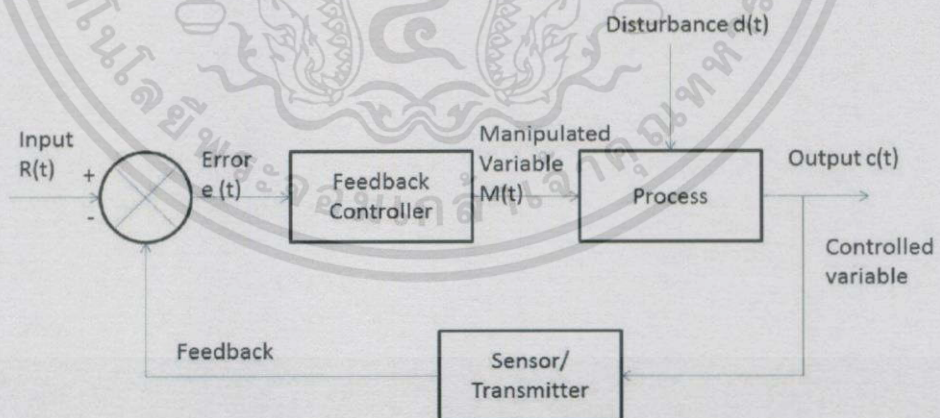 Disturbance d(t)
Input
R(t)
+
-
Error
e (t)
Feedback
Controller
Manipulated
Variable
M(t)
Process
Output c(t)
Controlled
variable
Feedback
Sensor/
Transmitter